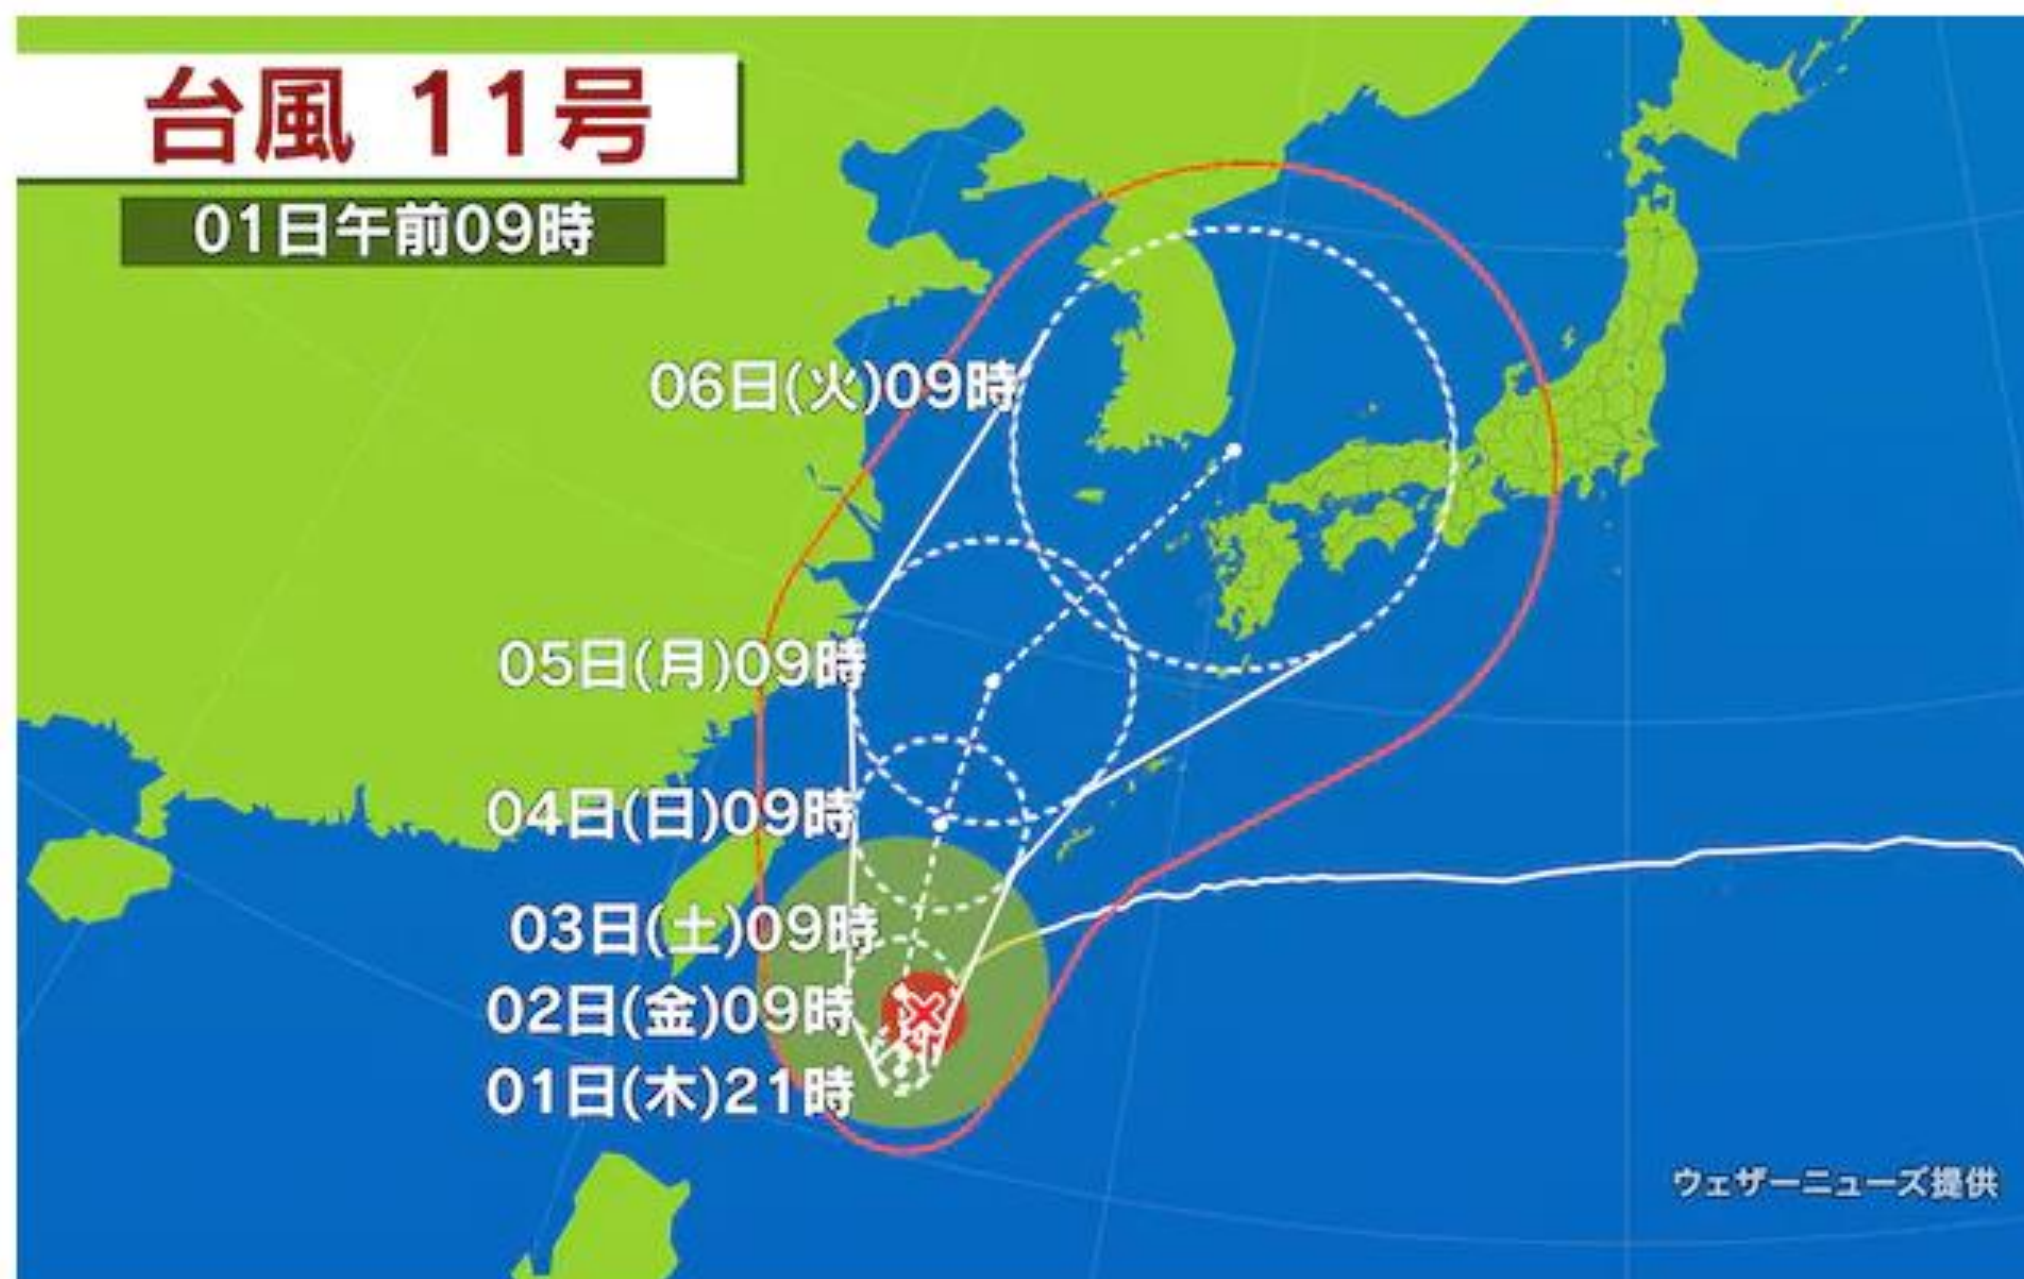 台風 11号
01日午前09時
06日(火)09時
05日(月)09時
04日(日)09時
03日(土)09時
02日(金)09時
01日(木)21時
ウェザーニューズ提供